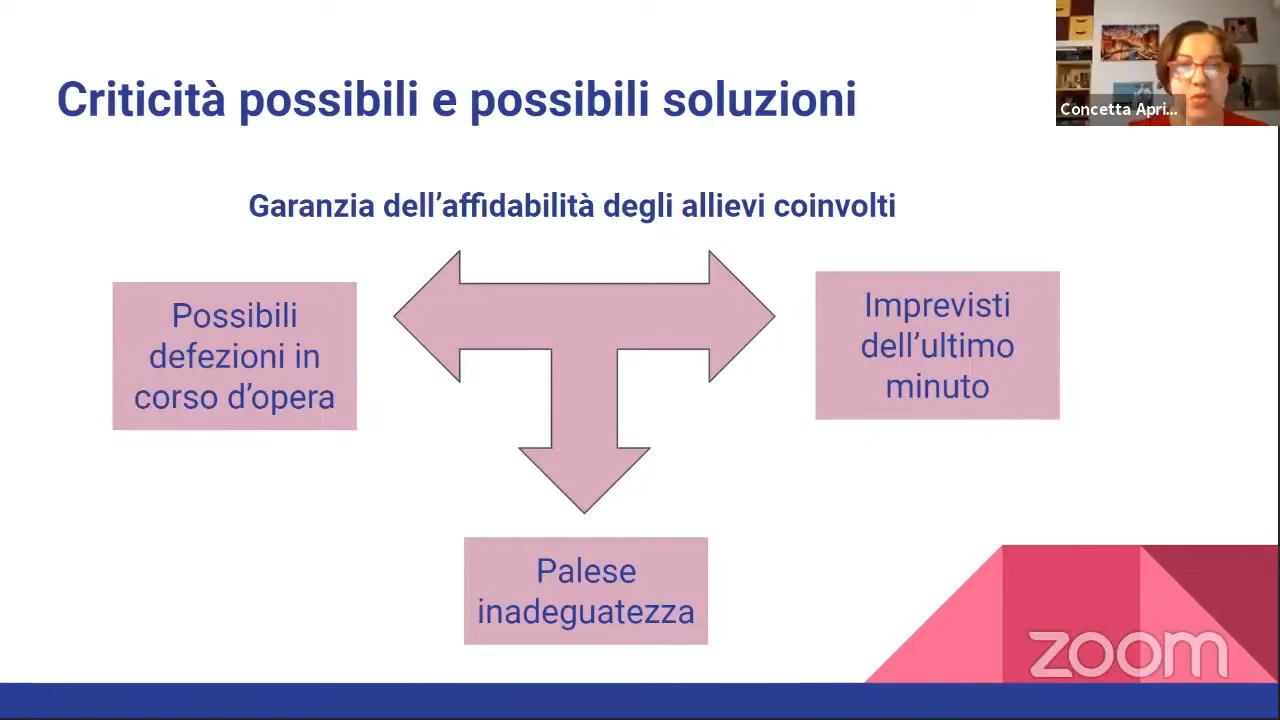 Criticità possibili e possibili soluzioni
Concetta Apri...
Garanzia dell’affidabilità degli allievi coinvolti
Possibili
defezioni in
corso d’opera
Imprevisti
dell’ultimo
minuto
Palese
inadeguatezza
zoom